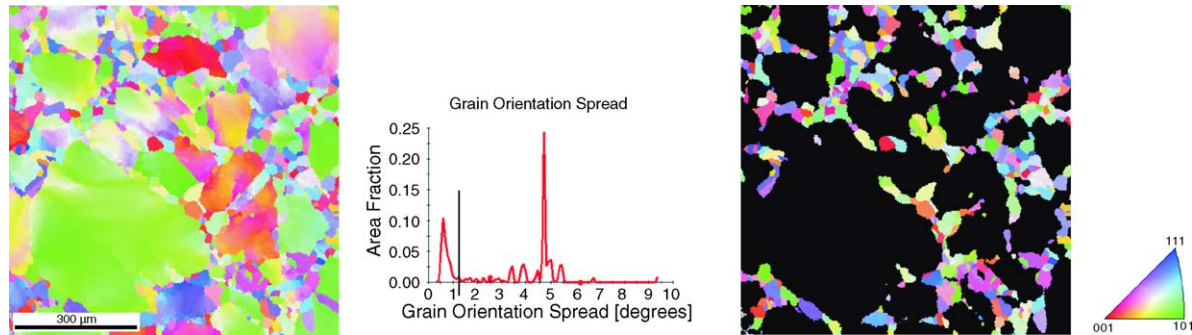 300 μm
Grain Orientation Spread
Area Fraction
0.25
0.20
0.15
0.10
0.05
0.00
0 1 2 3 4 5 6 7 8 9 10
Grain Orientation Spread [degrees]
111
001 101